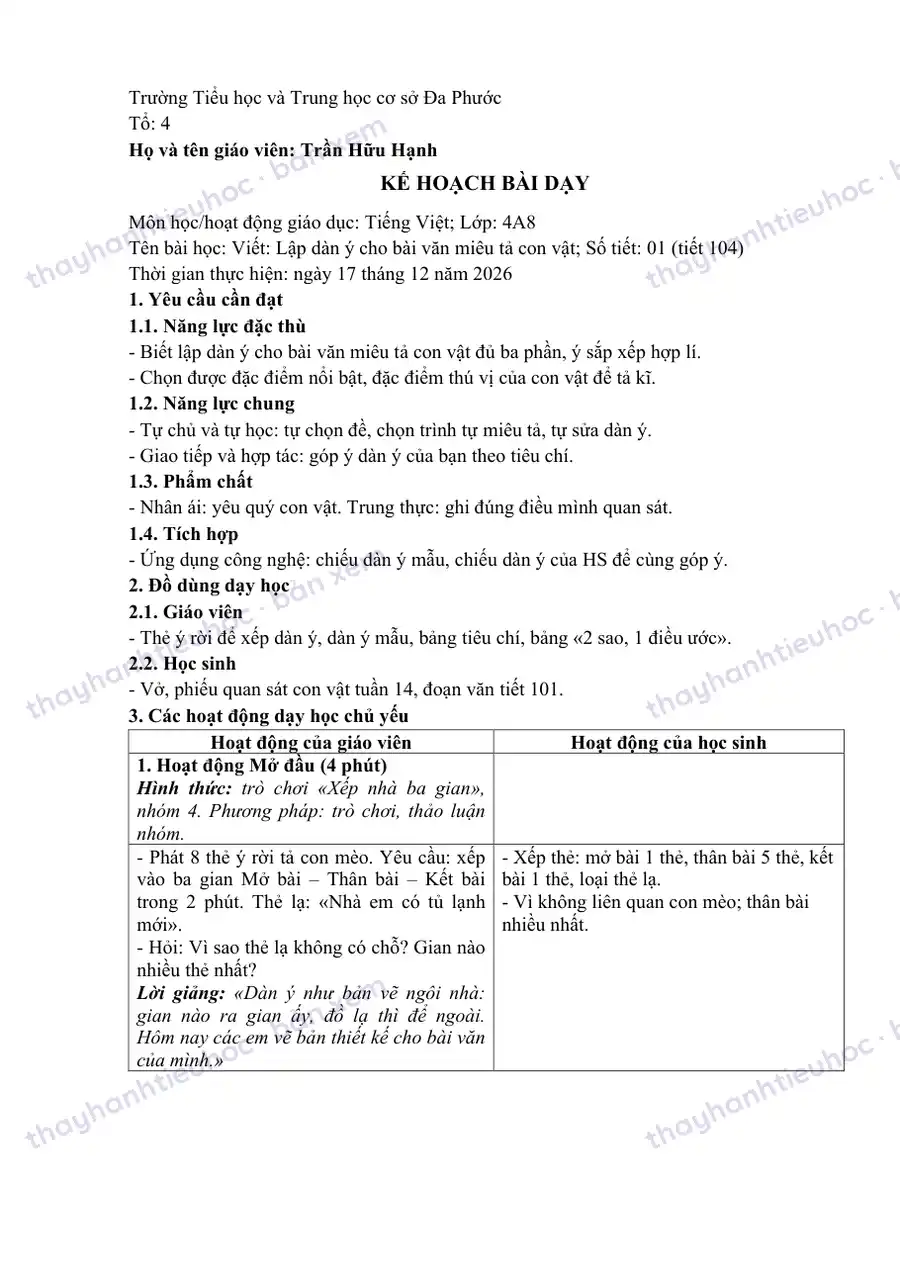 Trường Tiểu học và Trung học cơ sở Đa Phước
Tổ: 4
Họ và tên giáo viên: Trần Hữu Hạnh
KẾ HOẠCH BÀI DẠY
Môn học/hoạt động giáo dục: Tiếng Việt; Lớp: 4A8
Tên bài học: Viết: Lập dàn ý cho bài văn miêu tả con vật; Số tiết: 01 (tiết 104)
Thời gian thực hiện: ngày 17 tháng 12 năm 2026
1. Yêu cầu cần đạt
1.1. Năng lực đặc thù
- Biết lập dàn ý cho bài văn miêu tả con vật đủ ba phần, ý sắp xếp hợp lí.
- Chọn được đặc điểm nổi bật, đặc điểm thú vị của con vật để tả kĩ.
1.2. Năng lực chung
- Tự chủ và tự học: tự chọn đề, chọn trình tự miêu tả, tự sửa dàn ý.
- Giao tiếp và hợp tác: góp ý dàn ý của bạn theo tiêu chí.
1.3. Phẩm chất
- Nhân ái: yêu quý con vật. Trung thực: ghi đúng điều mình quan sát.
1.4. Tích hợp
- Ứng dụng công nghệ: chiếu dàn ý mẫu, chiếu dàn ý của HS để cùng góp ý.
2. Đồ dùng dạy học
2.1. Giáo viên
- Thẻ ý rời để xếp dàn ý, dàn ý mẫu, bảng tiêu chí, bảng «2 sao, 1 điều ước».
2.2. Học sinh
- Vở, phiếu quan sát con vật tuần 14, đoạn văn tiết 101.
3. Các hoạt động dạy học chủ yếu
Hoạt động của giáo viên
Hoạt động của học sinh
1. Hoạt động Mở đầu (4 phút)
Hình thức: trò chơi «Xếp nhà ba gian»,
nhóm 4. Phương pháp: trò chơi, thảo luận
nhóm.
- Phát 8 thẻ ý rời tả con mèo. Yêu cầu: xếp
vào ba gian Mở bài – Thân bài – Kết bài
trong 2 phút. Thẻ lạ: «Nhà em có tủ lạnh
mới».
- Hỏi: Vì sao thẻ lạ không có chỗ? Gian nào
nhiều thẻ nhất?
Lời giảng: «Dàn ý như bản vẽ ngôi nhà:
gian nào ra gian ấy, đồ lạ thì để ngoài.
Hôm nay các em vẽ bản thiết kế cho bài văn
của mình.»
- Xếp thẻ: mở bài 1 thẻ, thân bài 5 thẻ, kết
bài 1 thẻ, loại thẻ lạ.
- Vì không liên quan con mèo; thân bài
nhiều nhất.
thayhanhtieuhoc · bản xem
thayhanhtieuhoc · b
thayhanhtieuhoc · bản xem
thayhanhtieuhoc · b
thayhanhtieuhoc · bản xem
thayhanhtieuhoc · b